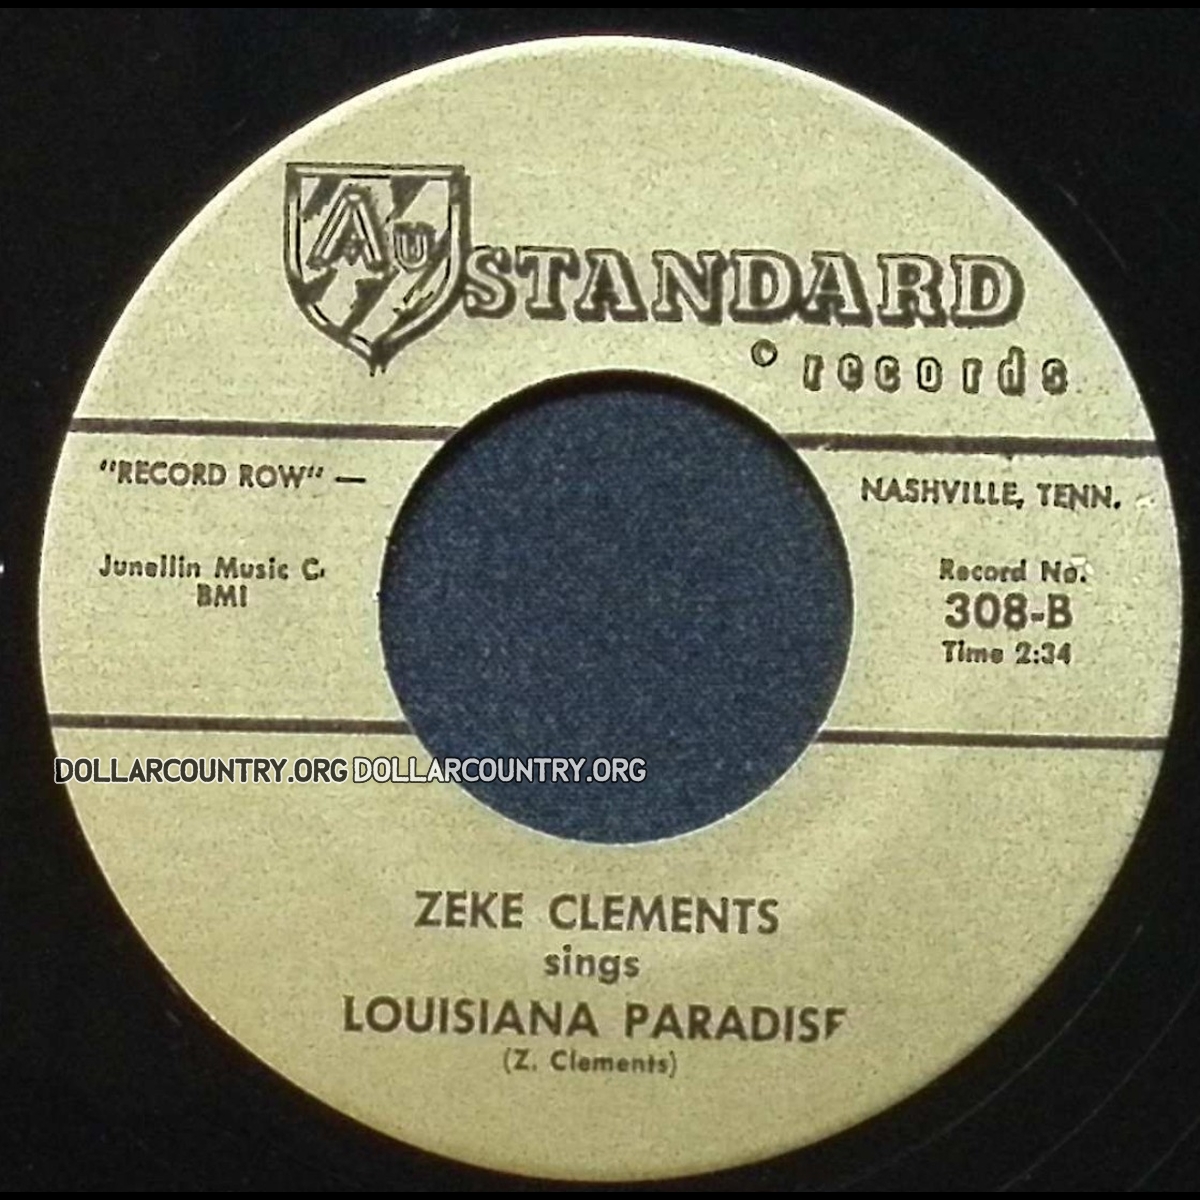 Au STANDARD
© records
"RECORD ROW" — NASHVILLE, TENN.
Junellin Music C.
BMI
Record No.
308-B
Time 2:34
DOLLARCOUNTRY.ORG DOLLARCOUNTRY.ORG
ZEKE CLEMENTS
sings
LOUISIANA PARADISE
(Z. Clements)